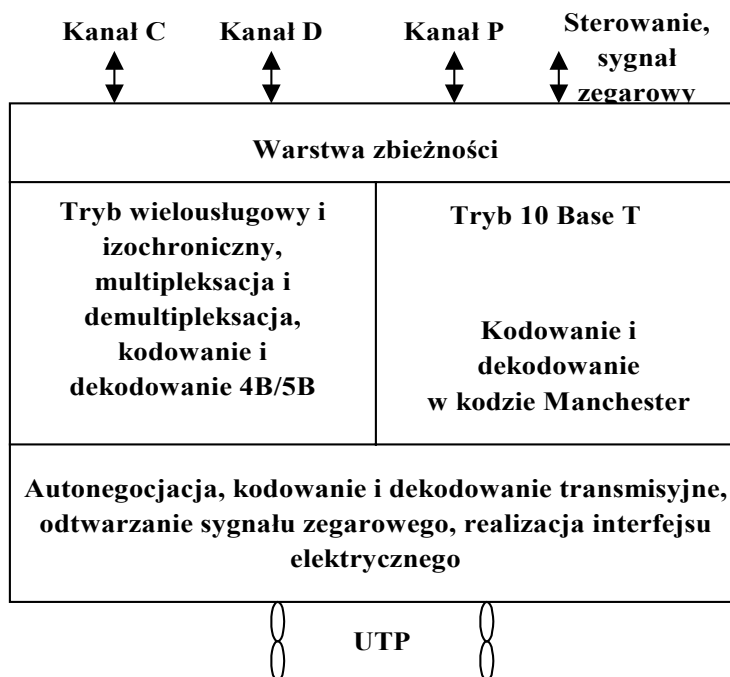 Kanał C Kanał D Kanał P Sterowanie,
sygnał
zegarowy
Warstwa zbieżności
Tryb wielousługowy i
izochroniczny,
multipleksacja i
demultipleksacja,
kodowanie i
dekodowanie 4B/5B
Tryb 10 Base T
Kodowanie i
dekodowanie
w kodzie Manchester
Autonegocjacja, kodowanie i dekodowanie transmisyjne,
odtwarzanie sygnału zegarowego, realizacja interfejsu
elektrycznego
UTP